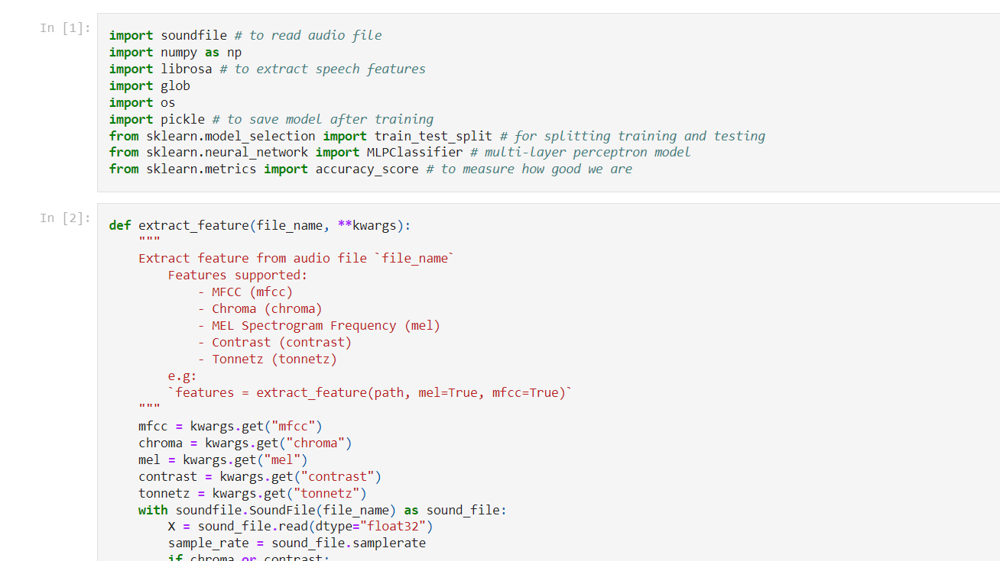 In [1]:
import soundfile # to read audio file
import numpy as np
import librosa # to extract speech features
import glob
import os
import pickle # to save model after training
from sklearn.model_selection import train_test_split # for splitting training and testing
from sklearn.neural_network import MLPClassifier # multi-layer perceptron model
from sklearn.metrics import accuracy_score # to measure how good we are
In [2]:
def extract_feature(file_name, **kwargs):
    """
    Extract feature from audio file `file_name`
        Features supported:
            - MFCC (mfcc)
            - Chroma (chroma)
            - MEL Spectrogram Frequency (mel)
            - Contrast (contrast)
            - Tonnetz (tonnetz)
        e.g:
        `features = extract_feature(path, mel=True, mfcc=True)`
    """
    mfcc = kwargs.get("mfcc")
    chroma = kwargs.get("chroma")
    mel = kwargs.get("mel")
    contrast = kwargs.get("contrast")
    tonnetz = kwargs.get("tonnetz")
    with soundfile.SoundFile(file_name) as sound_file:
        X = sound_file.read(dtype="float32")
        sample_rate = sound_file.samplerate
        if chroma or contrast: